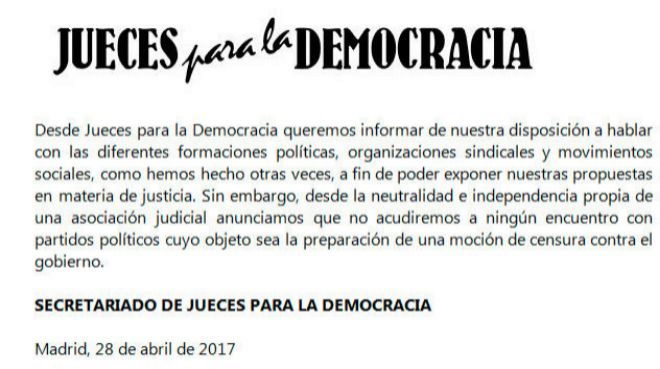 JUECES para la DEMOCRACIA
Desde Jueces para la Democracia queremos informar de nuestra disposición a hablar
con las diferentes formaciones políticas, organizaciones sindicales y movimientos
sociales, como hemos hecho otras veces, a fin de poder exponer nuestras propuestas
en materia de justicia. Sin embargo, desde la neutralidad e independencia propia de
una asociación judicial anunciamos que no acudiremos a ningún encuentro con
partidos políticos cuyo objeto sea la preparación de una moción de censura contra el
gobierno.
SECRETARIADO DE JUECES PARA LA DEMOCRACIA
Madrid, 28 de abril de 2017